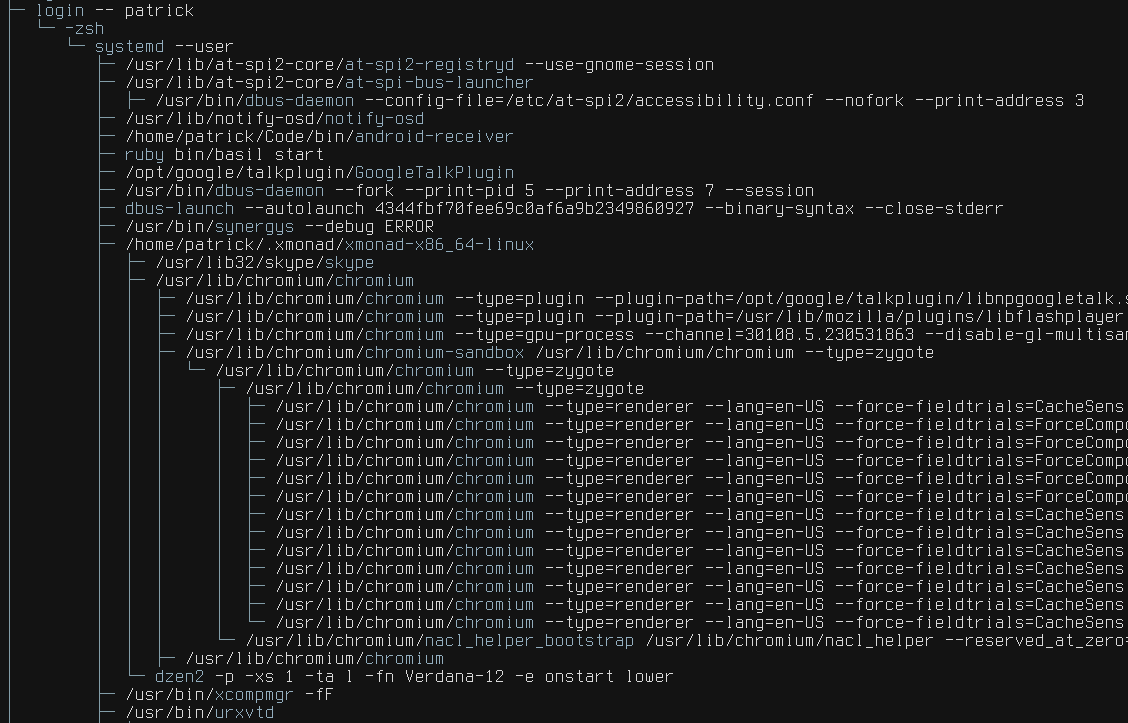 login -- patrick
-zsh
systemd --user
/usr/lib/at-spi2-core/at-spi2-registryd --use-gnome-session
/usr/lib/at-spi2-core/at-spi-bus-launcher
/usr/bin/dbus-daemon --config-file=/etc/at-spi2/accessibility.conf --nofork --print-address 3
/usr/lib/notify-osd/notify-osd
/home/patrick/Code/bin/android-receiver
ruby bin/basil start
/opt/google/talkplugin/GoogleTalkPlugin
/usr/bin/dbus-daemon --fork --print-pid 5 --print-address 7 --session
dbus-launch --autolaunch 4344fbf70fee69c0af6a9b2349860927 --binary-syntax --close-stderr
/usr/bin/synergys --debug ERROR
/home/patrick/.xmonad/xmonad-x86_64-linux
/usr/lib32/skype/skype
/usr/lib/chromium/chromium
/usr/lib/chromium/chromium --type=plugin --plugin-path=/opt/google/talkplugin/libnpgoogletalk.s
/usr/lib/chromium/chromium --type=plugin --plugin-path=/usr/lib/mozilla/plugins/libflashplayer
/usr/lib/chromium/chromium --type=gpu-process --channel=30108.5.230531863 --disable-gl-multisam
/usr/lib/chromium/chromium-sandbox /usr/lib/chromium/chromium --type=zygote
/usr/lib/chromium/chromium --type=zygote
/usr/lib/chromium/chromium --type=zygote
/usr/lib/chromium/chromium --type=renderer --lang=en-US --force-fieldtrials=CacheSens
/usr/lib/chromium/chromium --type=renderer --lang=en-US --force-fieldtrials=ForceCompo
/usr/lib/chromium/chromium --type=renderer --lang=en-US --force-fieldtrials=ForceCompo
/usr/lib/chromium/chromium --type=renderer --lang=en-US --force-fieldtrials=ForceCompo
/usr/lib/chromium/chromium --type=renderer --lang=en-US --force-fieldtrials=ForceCompo
/usr/lib/chromium/chromium --type=renderer --lang=en-US --force-fieldtrials=ForceCompo
/usr/lib/chromium/chromium --type=renderer --lang=en-US --force-fieldtrials=CacheSens
/usr/lib/chromium/chromium --type=renderer --lang=en-US --force-fieldtrials=CacheSens
/usr/lib/chromium/chromium --type=renderer --lang=en-US --force-fieldtrials=CacheSens
/usr/lib/chromium/chromium --type=renderer --lang=en-US --force-fieldtrials=CacheSens
/usr/lib/chromium/chromium --type=renderer --lang=en-US --force-fieldtrials=CacheSens
/usr/lib/chromium/chromium --type=renderer --lang=en-US --force-fieldtrials=CacheSens
/usr/lib/chromium/chromium --type=renderer --lang=en-US --force-fieldtrials=CacheSens
/usr/lib/chromium/nacl_helper_bootstrap /usr/lib/chromium/nacl_helper --reserved_at_zero=
/usr/lib/chromium/chromium
dzen2 -p -xs 1 -ta l -fn Verdana-12 -e onstart lower
/usr/bin/xcompmgr -fF
/usr/bin/urxvtd